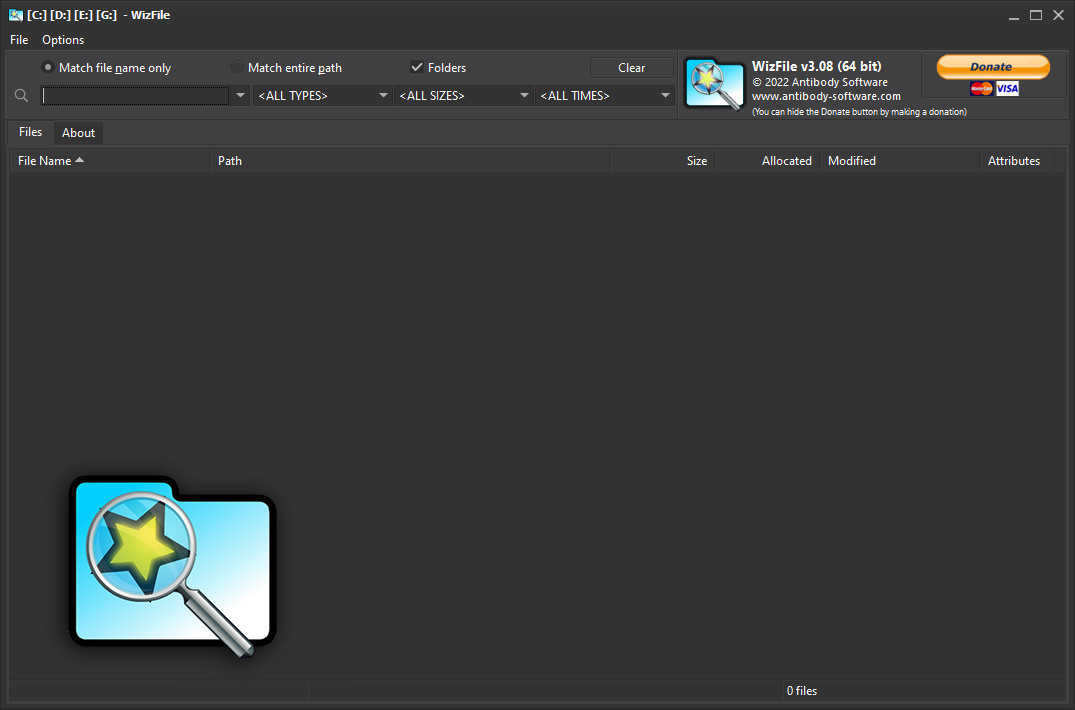 [C:] [D:] [E:] [G:]  - WizFile
File Options
Match file name only Match entire path Folders Clear
<ALL TYPES> <ALL SIZES> <ALL TIMES>
WizFile v3.08 (64 bit)
© 2022 Antibody Software
www.antibody-software.com
(You can hide the Donate button by making a donation)
Donate
MasterCard VISA
Files About
File Name Path Size Allocated Modified Attributes
0 files